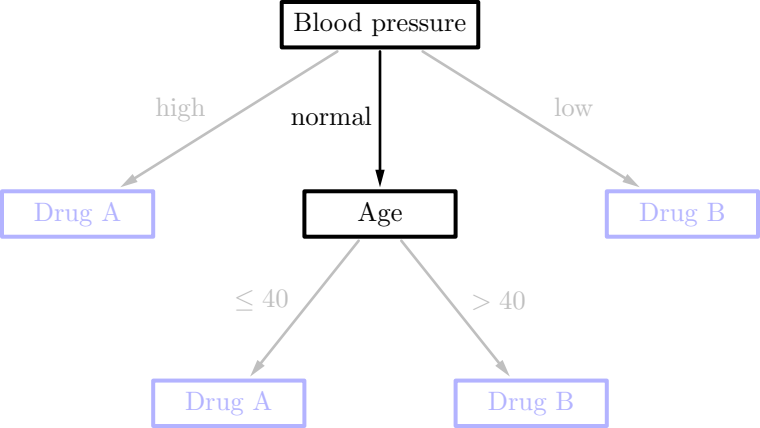 Blood pressure
high
normal
low
Drug A
Age
Drug B
≤ 40
> 40
Drug A
Drug B